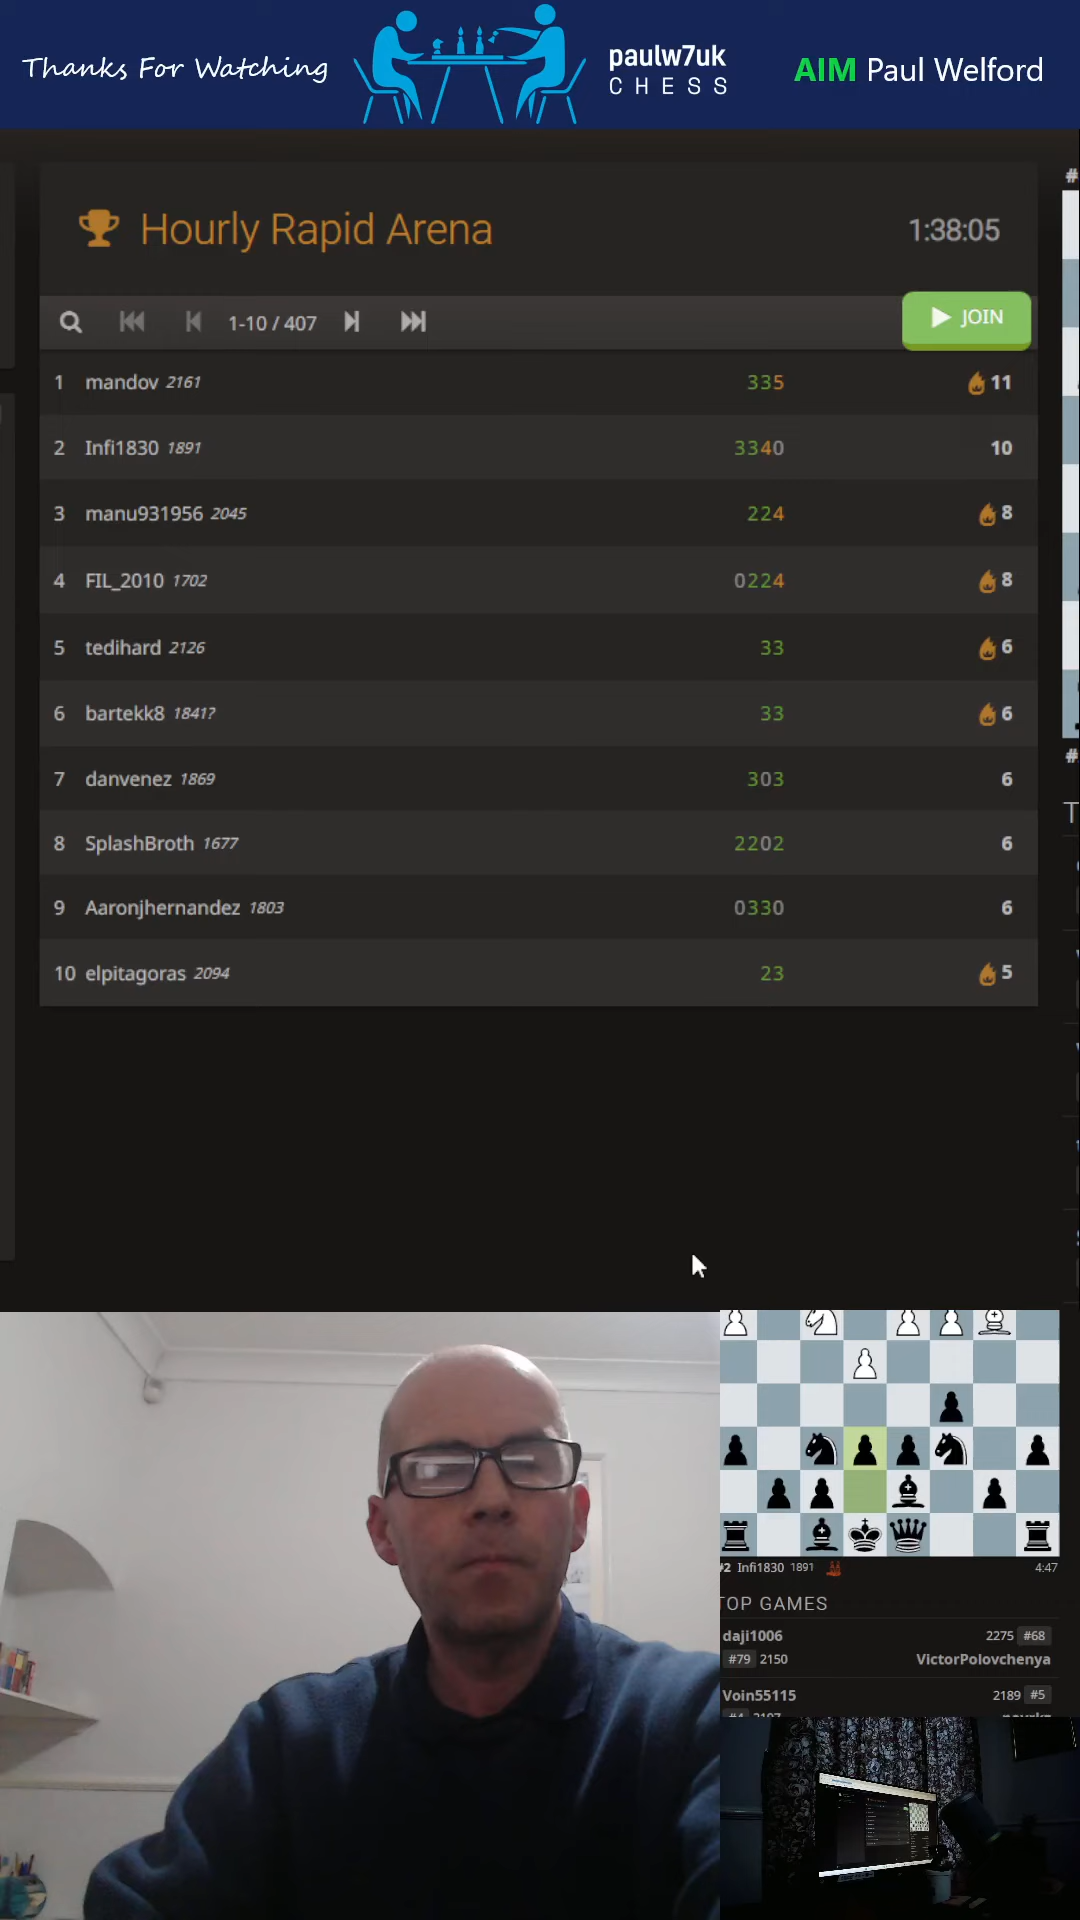 Thanks For Watching
paulw7uk
CHESS
AIM Paul Welford
Hourly Rapid Arena
1:38:05
1-10 / 407
JOIN
1 mandov 2161 335 11
2 Infi1830 1891 3340 10
3 manu931956 2045 224 8
4 FIL_2010 1702 0224 8
5 tedihard 2126 33 6
6 bartekk8 1841? 33 6
7 danvenez 1869 303 6
8 SplashBroth 1677 2202 6
9 Aaronjhernandez 1803 0330 6
10 elpitagoras 2094 23 5
#
#
T
#2 Infi1830 1891 4:47
TOP GAMES
daji1006 2275 #68
#79 2150 VictorPolovchenya
Voin55115 2189 #5